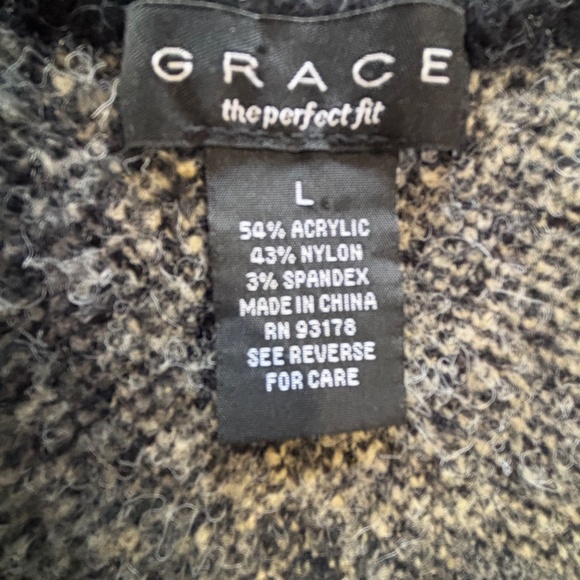 GRACE
the perfect fit
L
54% ACRYLIC
43% NYLON
3% SPANDEX
MADE IN CHINA
RN 93178
SEE REVERSE
FOR CARE